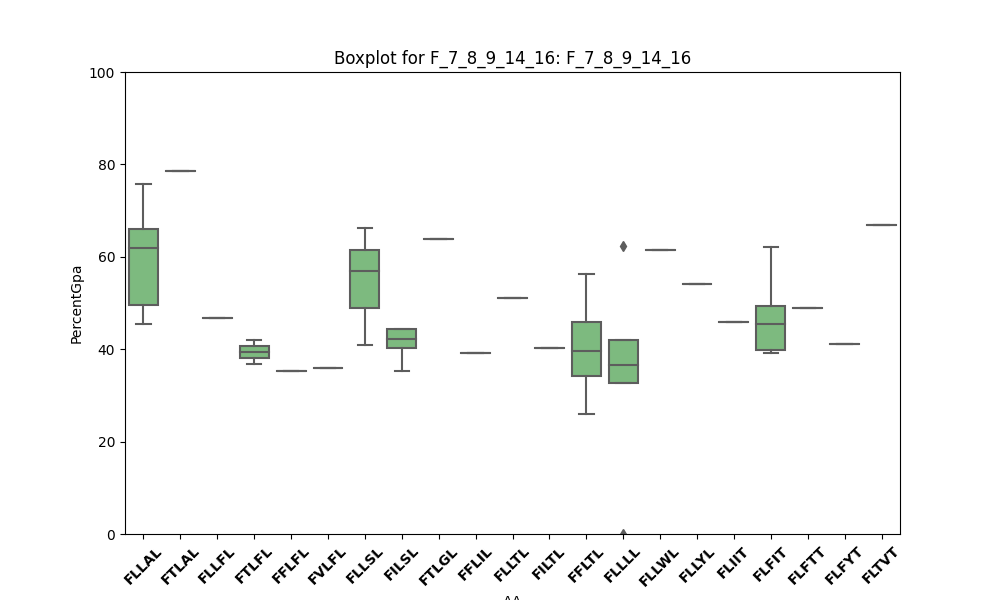 Boxplot for F_7_8_9_14_16: F_7_8_9_14_16
PercentGpa
100
80
60
40
20
0
FLLAL FTLAL FLLFL FTLFL FFLFL FVLFL FLLSL FILSL FTLGL FFLIL FLLTL FILTL FFLTL FLLLL FLLWL FLLYL FLIIT FLFIT FLFTT FLFYT FLTVT
AA